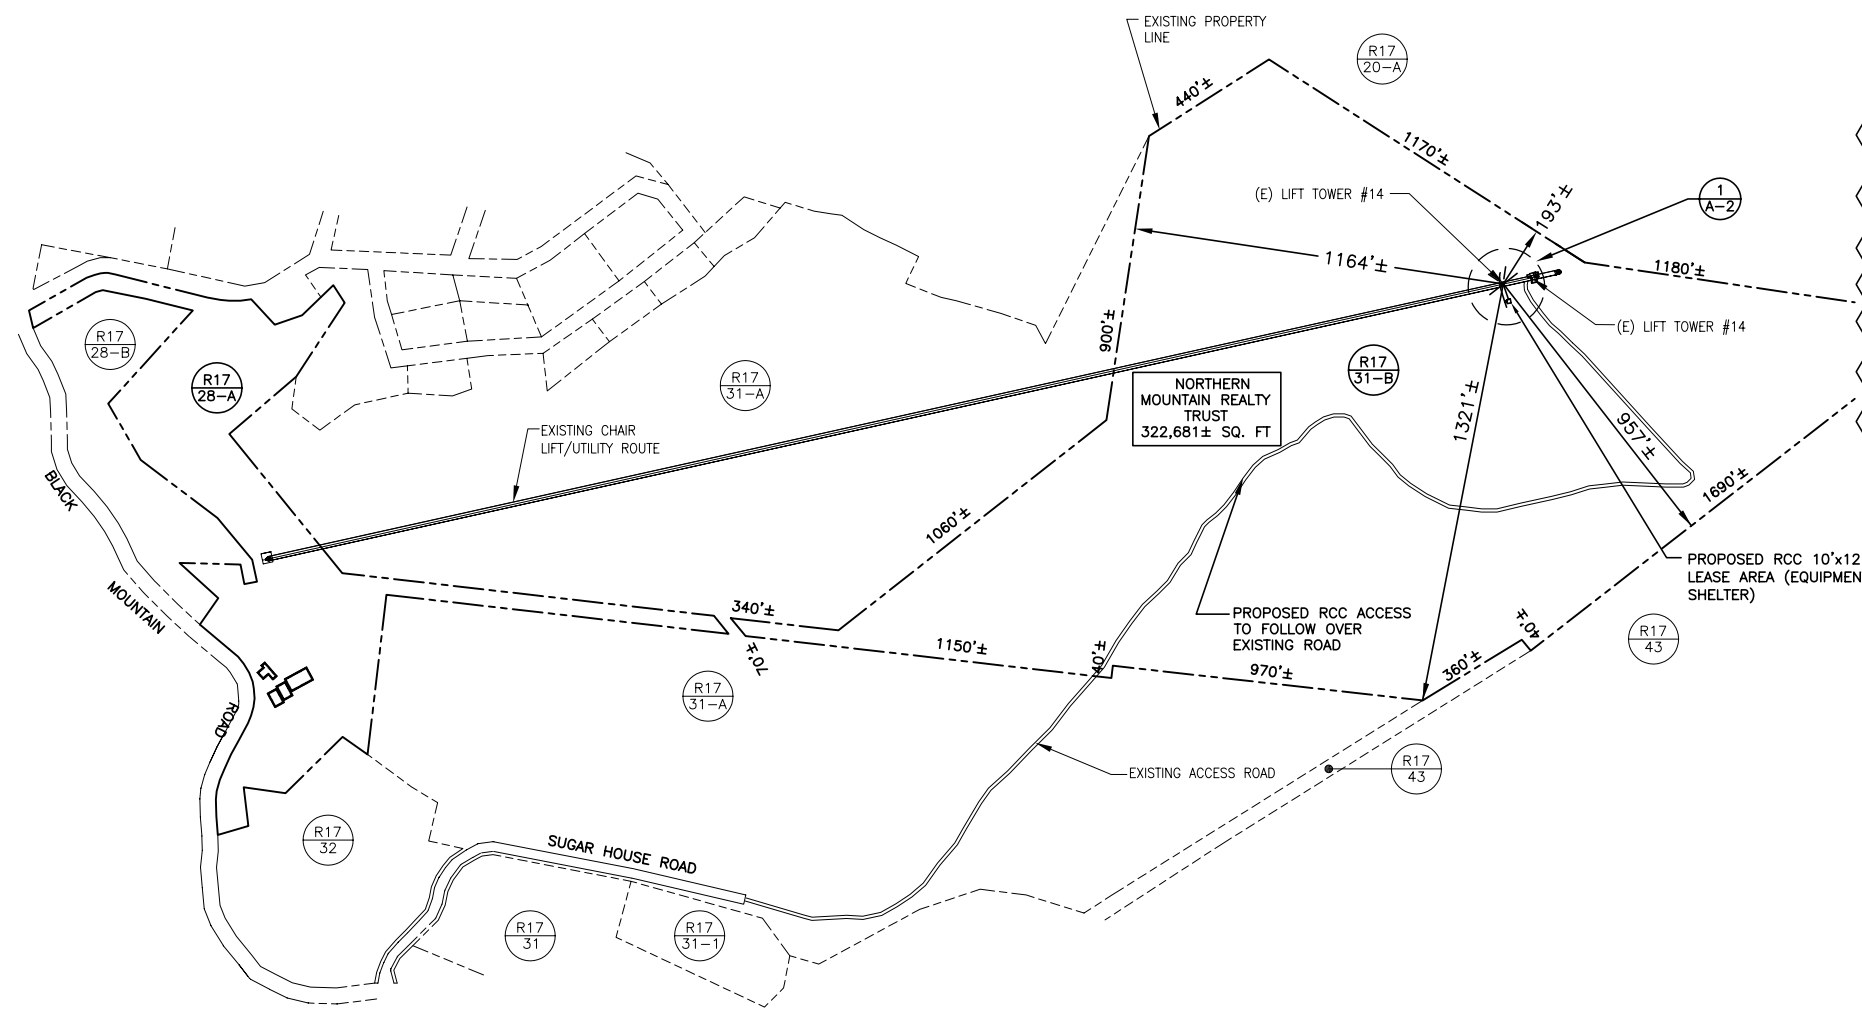 EXISTING PROPERTY
LINE
R17
20-A
440'±
1170'±
(E) LIFT TOWER #14
193'±
1
A-2
1164'±
1180'±
(E) LIFT TOWER #14
R17
28-B
R17
28-A
R17
31-A
900'±
R17
31-B
NORTHERN
MOUNTAIN REALTY
TRUST
322,681± SQ. FT
1321'±
957'±
EXISTING CHAIR
LIFT/UTILITY ROUTE
BLACK
MOUNTAIN
ROAD
1060'±
1690'±
PROPOSED RCC 10'x12
LEASE AREA (EQUIPMEN
SHELTER)
340'±
70'±
1150'±
40'±
PROPOSED RCC ACCESS
TO FOLLOW OVER
EXISTING ROAD
970'±
360'±
40'±
R17
43
R17
31-A
R17
43
EXISTING ACCESS ROAD
R17
32
SUGAR HOUSE ROAD
R17
31
R17
31-1